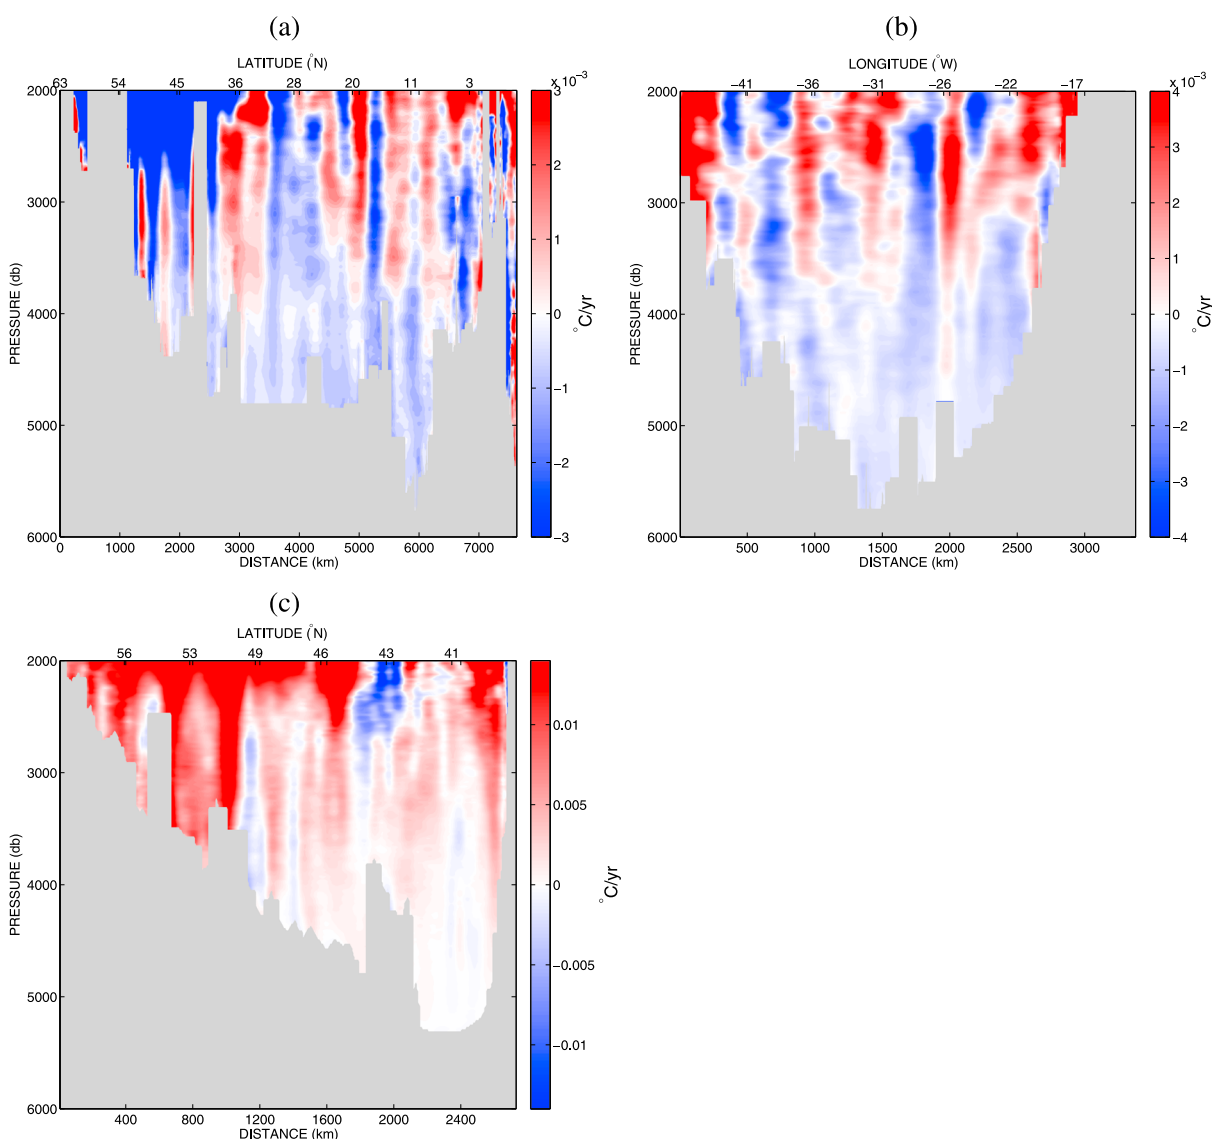 (a)
LATITUDE (°N)
63 54 45 36 28 20 11 3
x 10⁻³
2000
3000
4000
5000
6000
PRESSURE (db)
0 1000 2000 3000 4000 5000 6000 7000
DISTANCE (km)
3
2
1
0
−1
−2
−3
°C/yr
(b)
LONGITUDE (°W)
−41 −36 −31 −26 −22 −17
x 10⁻³
2000
3000
4000
5000
6000
PRESSURE (db)
500 1000 1500 2000 2500 3000
DISTANCE (km)
4
3
2
1
0
−1
−2
−3
−4
°C/yr
(c)
LATITUDE (°N)
56 53 49 46 43 41
2000
3000
4000
5000
6000
PRESSURE (db)
400 800 1200 1600 2000 2400
DISTANCE (km)
0.01
0.005
0
−0.005
−0.01
°C/yr